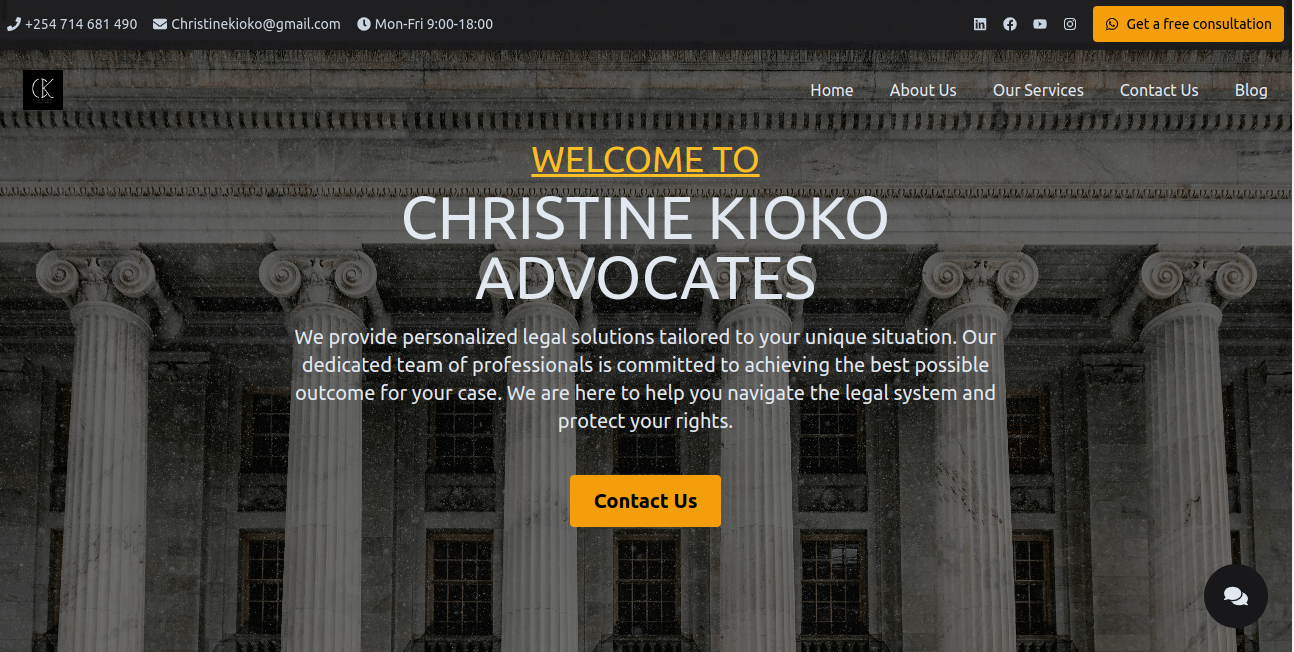 +254 714 681 490 Christinekioko@gmail.com Mon-Fri 9:00-18:00 Get a free consultation
CK
Home About Us Our Services Contact Us Blog
WELCOME TO
CHRISTINE KIOKO
ADVOCATES
We provide personalized legal solutions tailored to your unique situation. Our
dedicated team of professionals is committed to achieving the best possible
outcome for your case. We are here to help you navigate the legal system and
protect your rights.
Contact Us